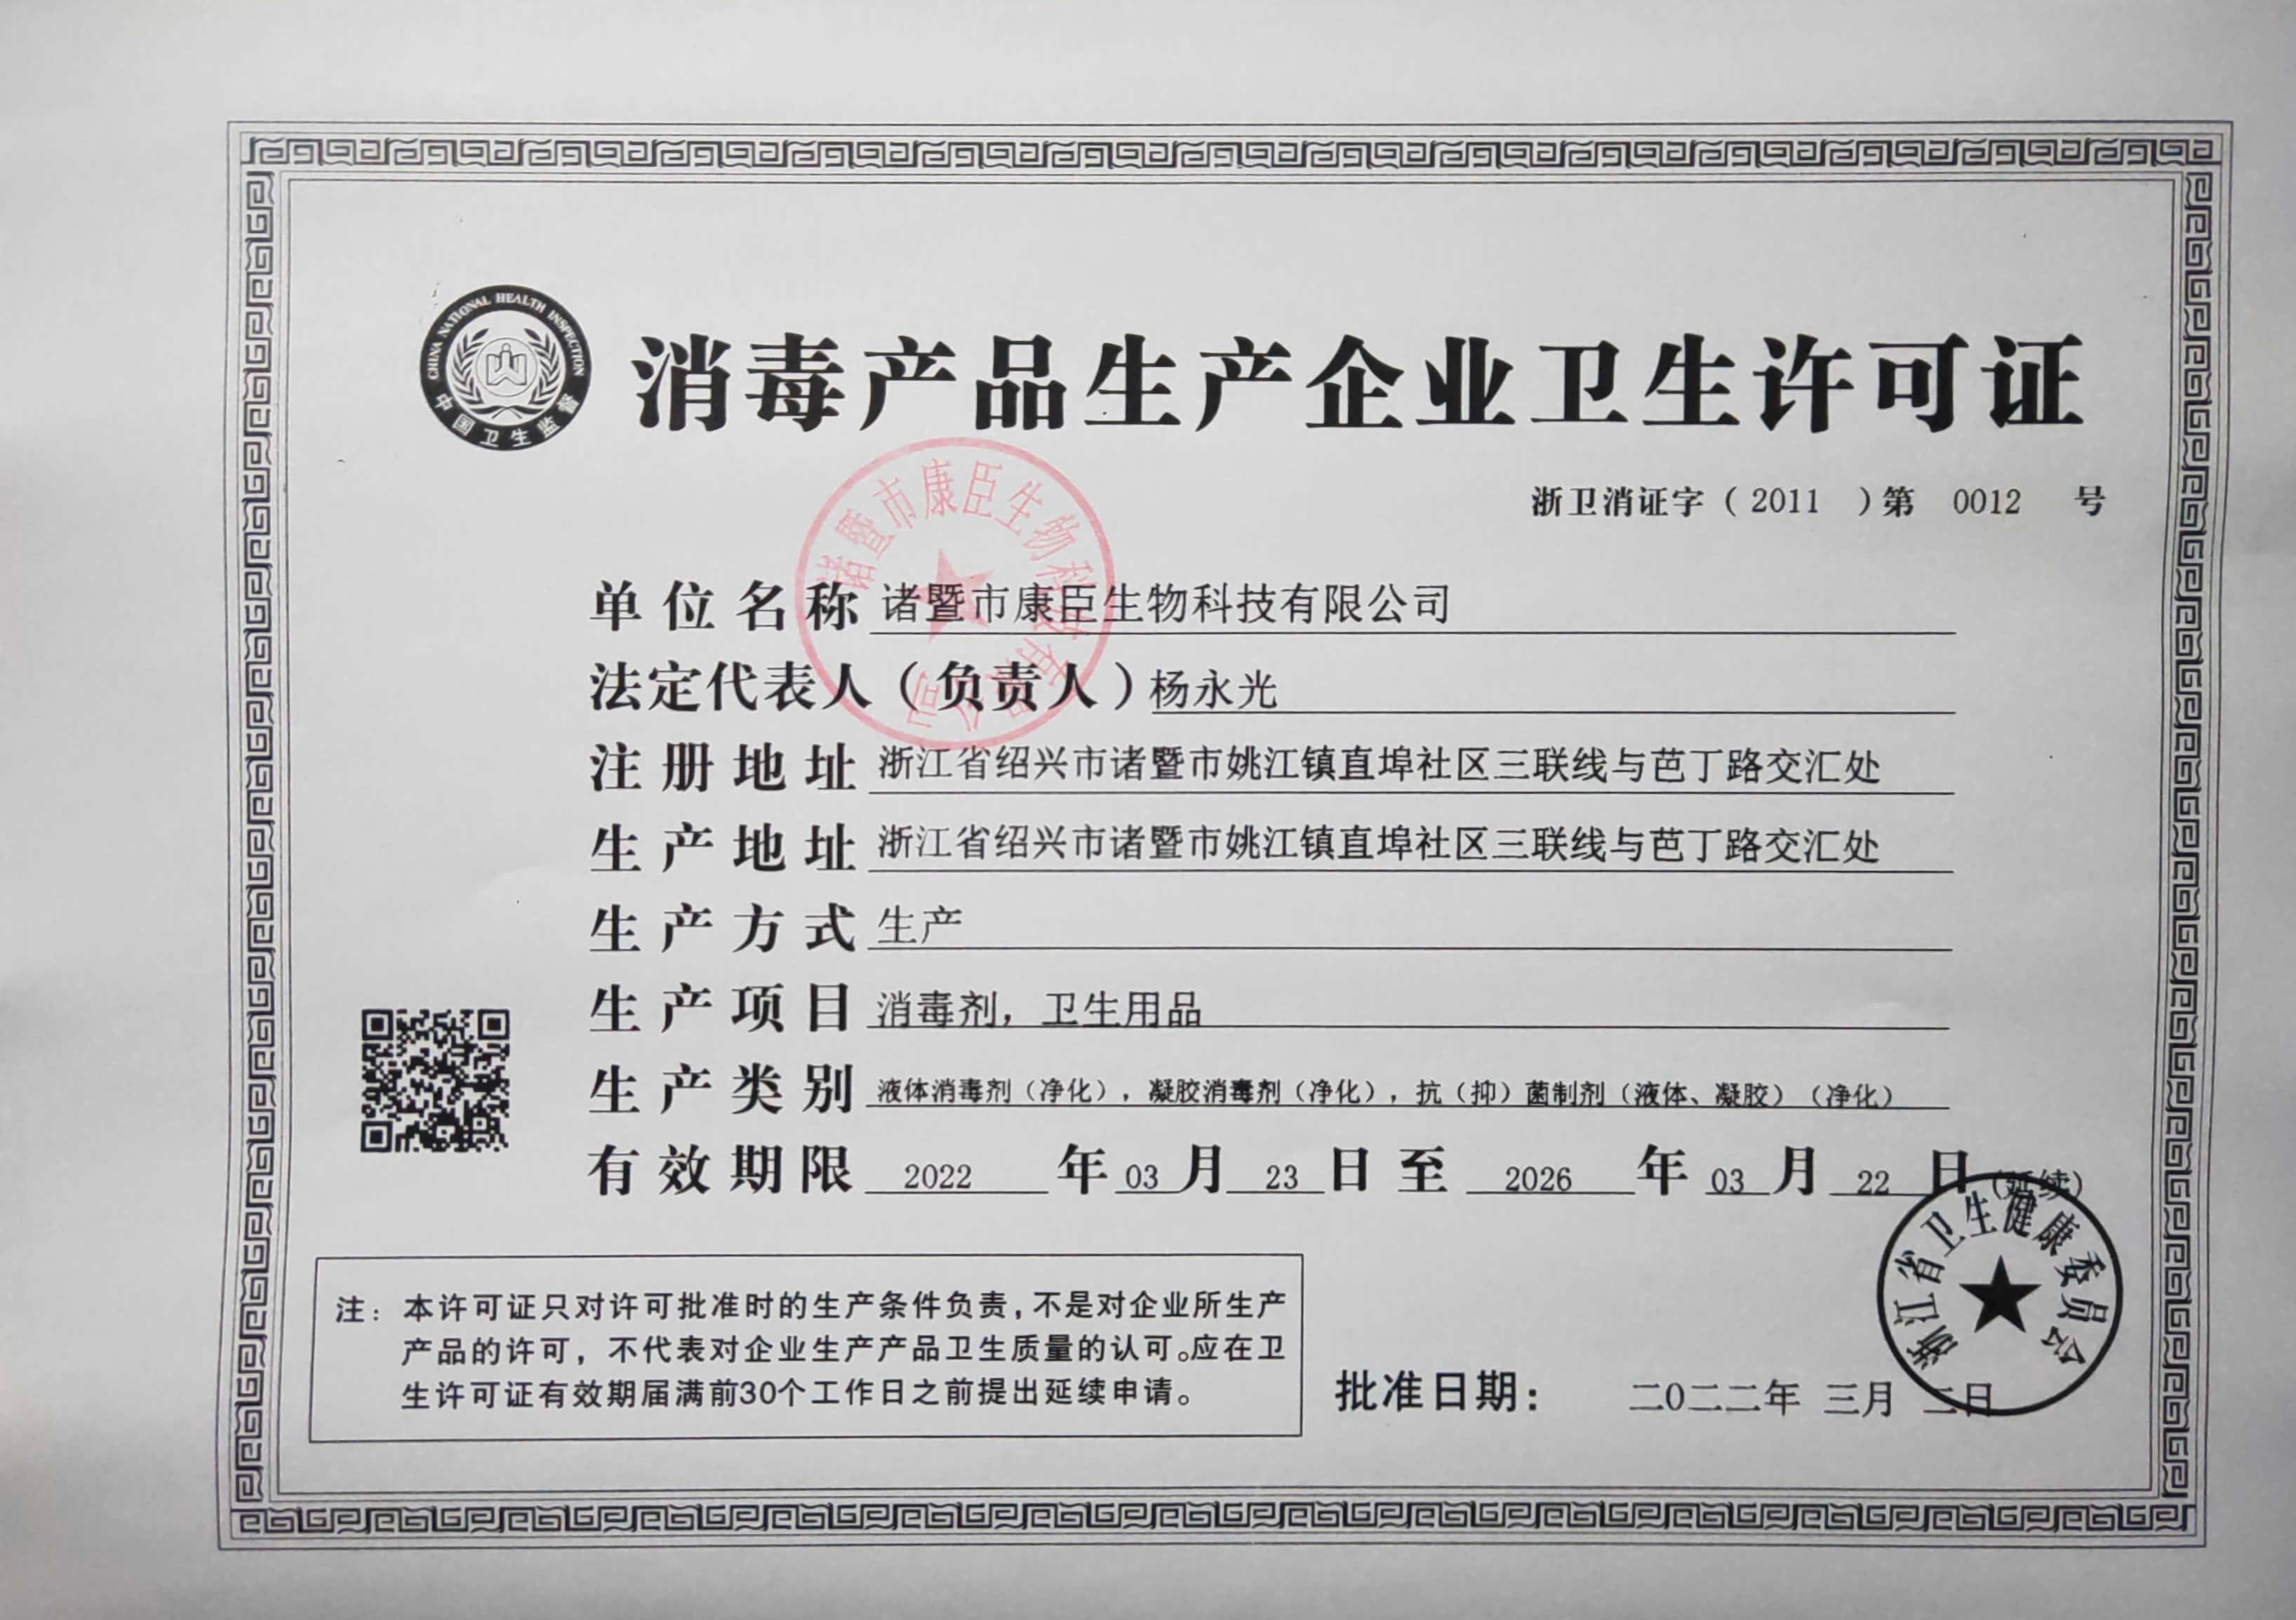 CHINA NATIONAL HEALTH INSPECTION
中国卫生监督
消毒产品生产企业卫生许可证
浙卫消证字（2011 ）第 0012 号
诸暨市康臣生物科技有限公司
单位名称 诸暨市康臣生物科技有限公司
法定代表人（负责人）杨永光
注册地址 浙江省绍兴市诸暨市姚江镇直埠社区三联线与芭丁路交汇处
生产地址 浙江省绍兴市诸暨市姚江镇直埠社区三联线与芭丁路交汇处
生产方式 生产
生产项目 消毒剂，卫生用品
生产类别 液体消毒剂（净化），凝胶消毒剂（净化），抗（抑）菌制剂（液体、凝胶）（净化）
有效期限 2022 年 03 月 23 日 至 2026 年 03 月 22 日 (延续)
浙江省卫生健康委员会
注：本许可证只对许可批准时的生产条件负责，不是对企业所生产
产品的许可，不代表对企业生产产品卫生质量的认可。应在卫
生许可证有效期届满前30个工作日之前提出延续申请。
批准日期： 二〇二二年 三月 二日